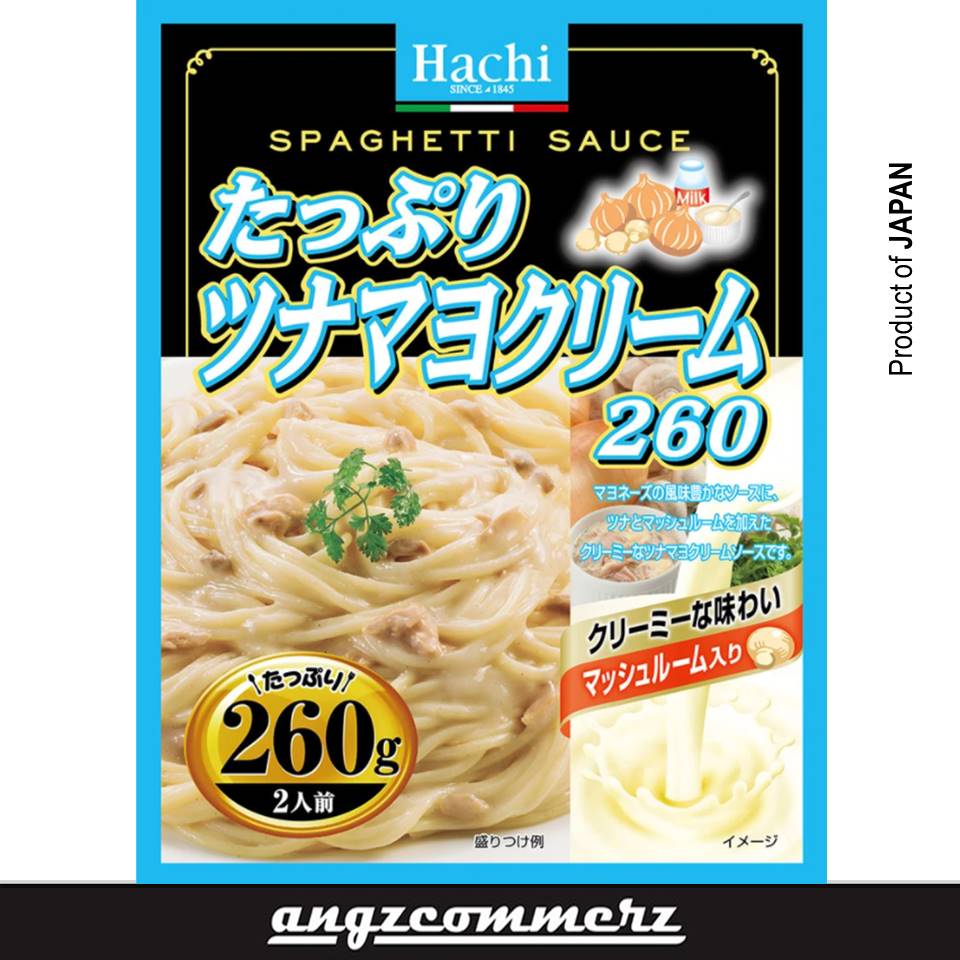 Hachi
SINCE 1845
SPAGHETTI SAUCE
たっぷり
Milk
ツナマヨクリーム
260
マヨネーズの風味豊かなソースに、
ツナとマッシュルームを加えた
クリーミーなツナマヨクリームソースです。
クリーミーな味わい
マッシュルーム入り
たっぷり
260g
2人前
盛りつけ例
イメージ
Product of JAPAN
angzcommerz